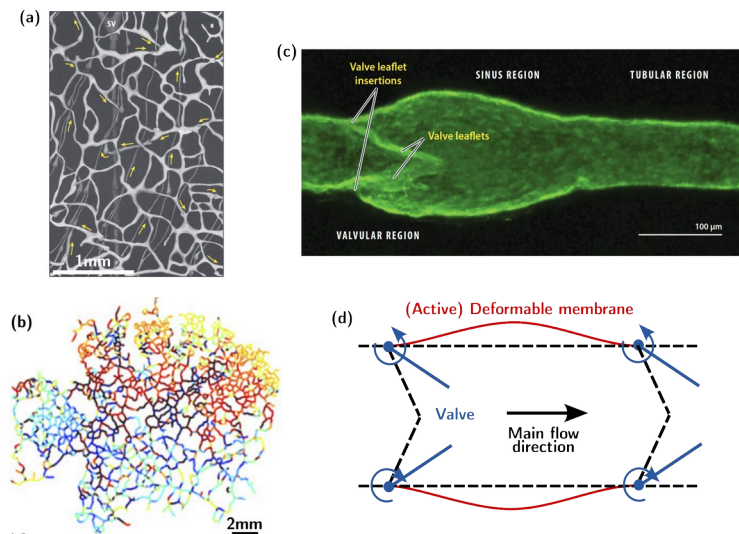 (a)
SV
1mm
(b)
2mm
(c)
Valve leaflet
insertions
SINUS REGION
TUBULAR REGION
Valve leaflets
VALVULAR REGION
100 µm
(d)
(Active) Deformable membrane
Valve
Main flow
direction